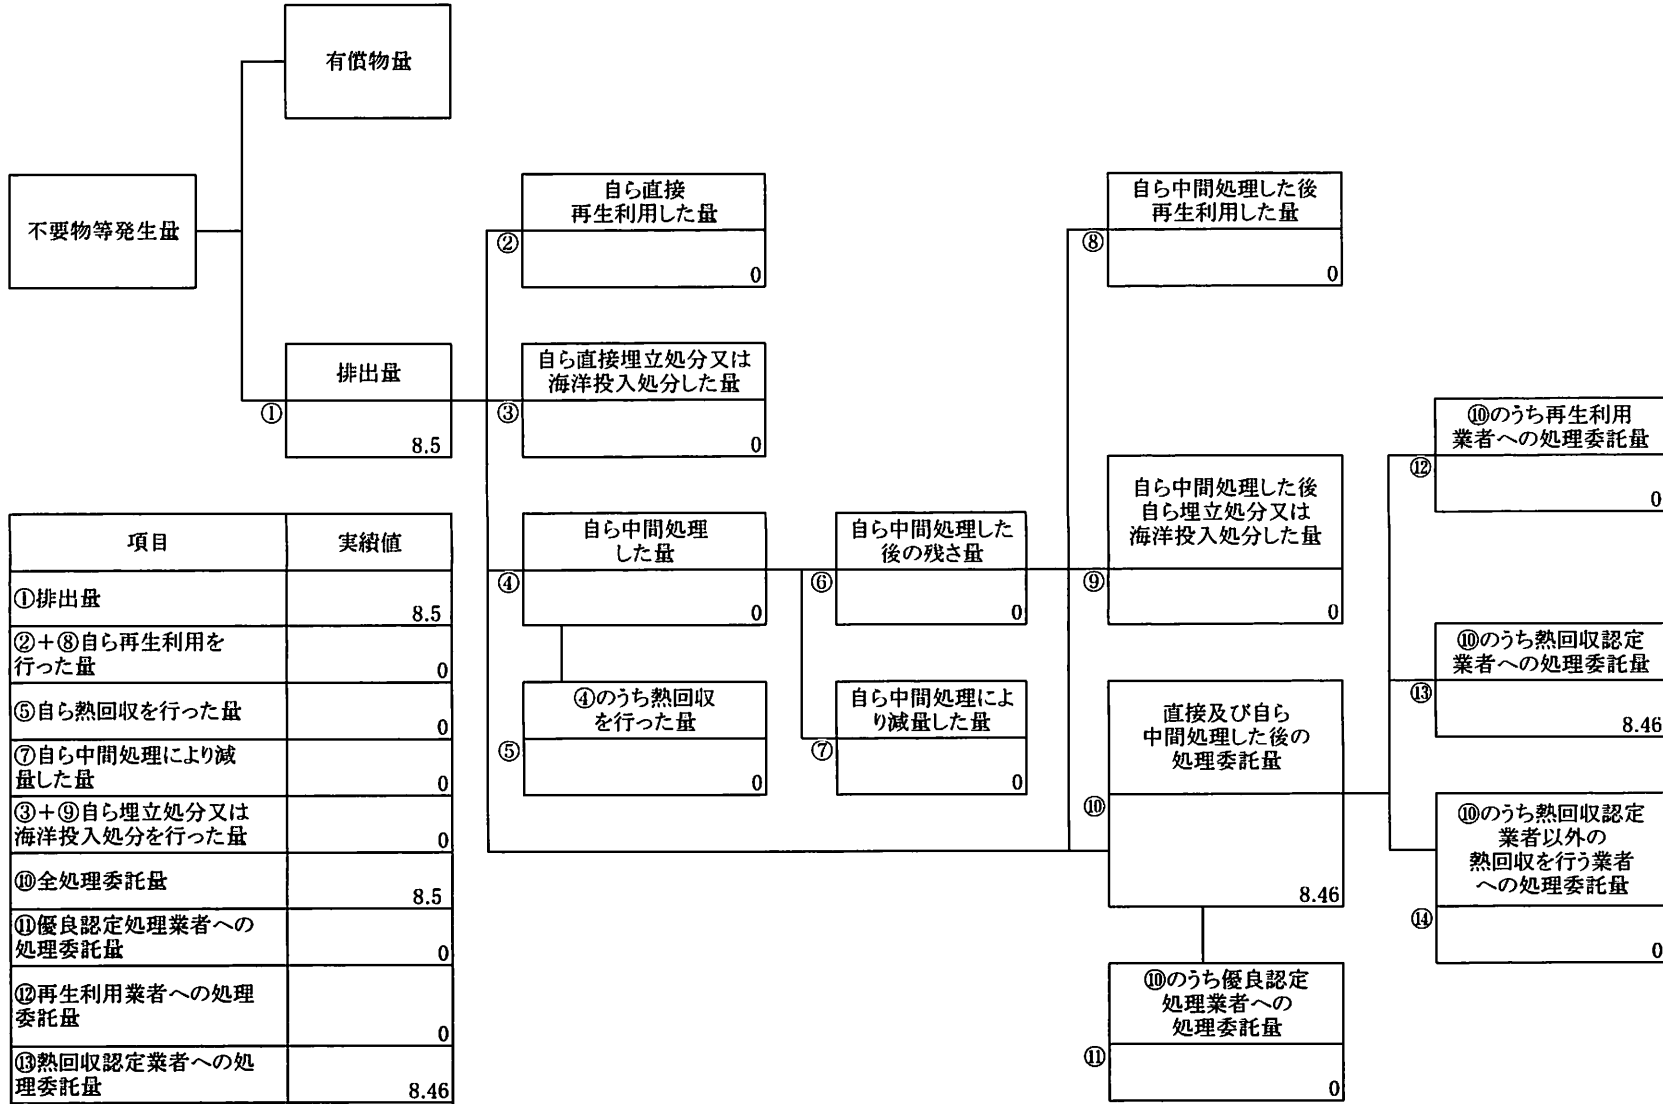 有償物量
不要物等発生量
自ら直接
再生利用した量
②
0
自ら中間処理した後
再生利用した量
⑧
0
排出量
①
8.5
自ら直接埋立処分又は
海洋投入処分した量
③
0
自ら中間処理
した量
④
0
自ら中間処理した
後の残さ量
⑥
0
自ら中間処理した後
自ら埋立処分又は
海洋投入処分した量
⑨
0
⑩のうち再生利用
業者への処理委託量
⑫
0
④のうち熱回収
を行った量
⑤
0
自ら中間処理によ
り減量した量
⑦
0
直接及び自ら
中間処理した後の
処理委託量
⑩
8.46
⑩のうち熱回収認定
業者への処理委託量
⑬
8.46
⑩のうち熱回収認定
業者以外の
熱回収を行う業者
への処理委託量
⑭
0
⑩のうち優良認定
処理業者への
処理委託量
⑪
0
項目 実績値
①排出量
8.5
②+⑧自ら再生利用を
行った量 0
⑤自ら熱回収を行った量
0
⑦自ら中間処理により減
量した量 0
③+⑨自ら埋立処分又は
海洋投入処分を行った量 0
⑩全処理委託量
8.5
⑪優良認定処理業者への
処理委託量 0
⑫再生利用業者への処理
委託量
0
⑬熱回収認定業者への処
理委託量 8.46